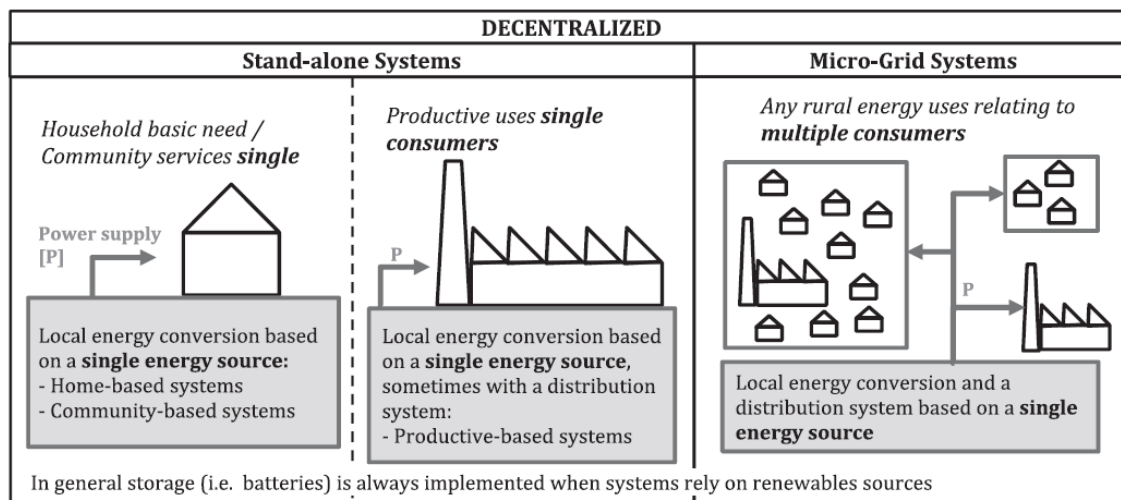 DECENTRALIZED
Stand-alone Systems
Micro-Grid Systems
Household basic need /
Community services single
Power supply
[P]
Local energy conversion based
on a single energy source:
- Home-based systems
- Community-based systems
Productive uses single
consumers
P
Local energy conversion based
on a single energy source,
sometimes with a distribution
system:
- Productive-based systems
Any rural energy uses relating to
multiple consumers
P
Local energy conversion and a
distribution system based on a single
energy source
In general storage (i.e. batteries) is always implemented when systems rely on renewables sources